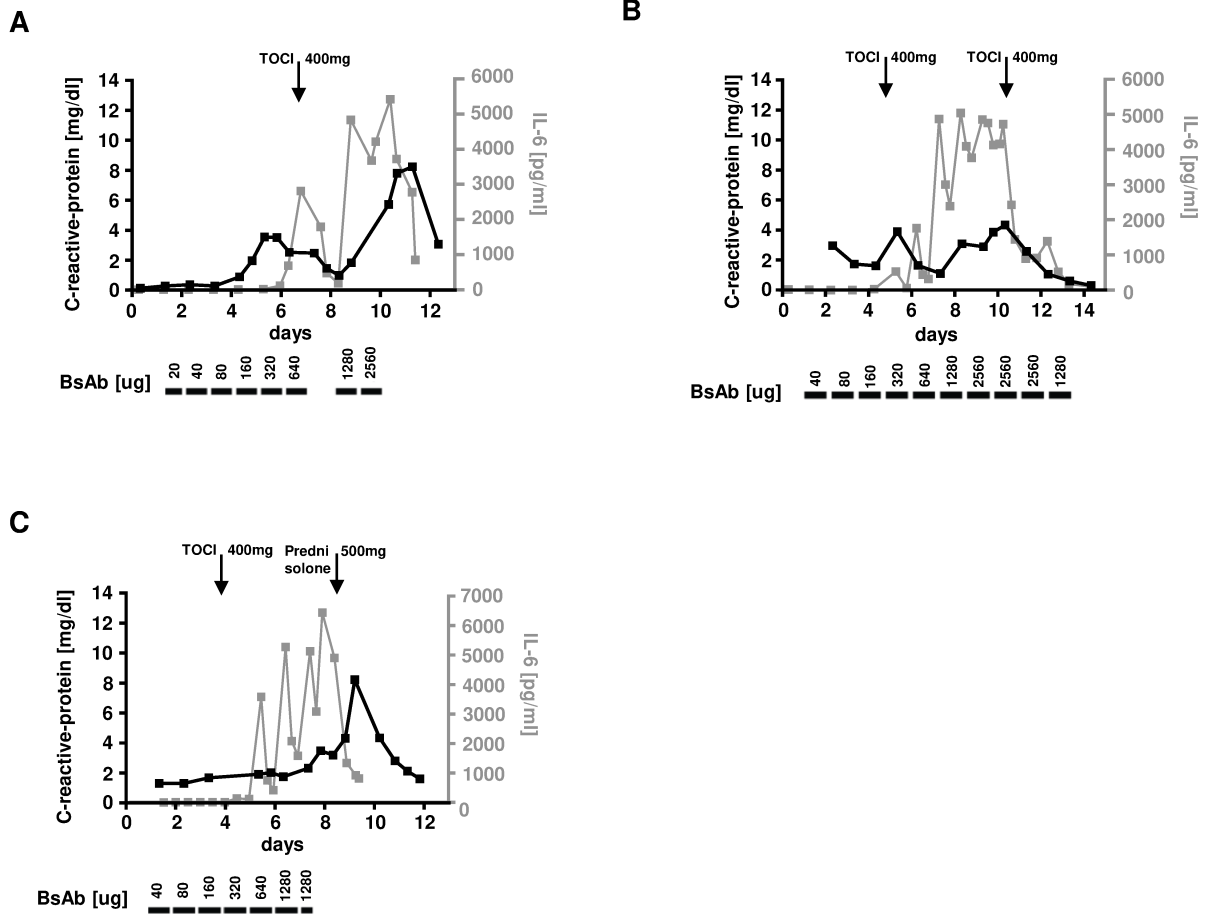 A
TOCI 400mg
C-reactive-protein [mg/dl]
14
12
10
8
6
4
2
0
6000
5000
4000
3000
2000
1000
0
IL-6 [pg/ml]
0 2 4 6 8 10 12
days
BsAb [ug] 20 40 80 160 320 640 1280 2560
B
TOCI 400mg TOCI 400mg
C-reactive-protein [mg/dl]
14
12
10
8
6
4
2
0
6000
5000
4000
3000
2000
1000
0
IL-6 [pg/ml]
0 2 4 6 8 10 12 14
days
BsAb [ug] 40 80 160 320 640 1280 2560 2560 2560 1280
C
TOCI 400mg Predni 500mg
solone
C-reactive-protein [mg/dl]
14
12
10
8
6
4
2
0
7000
6000
5000
4000
3000
2000
1000
0
IL-6 [pg/ml]
0 2 4 6 8 10 12
days
BsAb [ug] 40 80 160 320 640 1280 1280